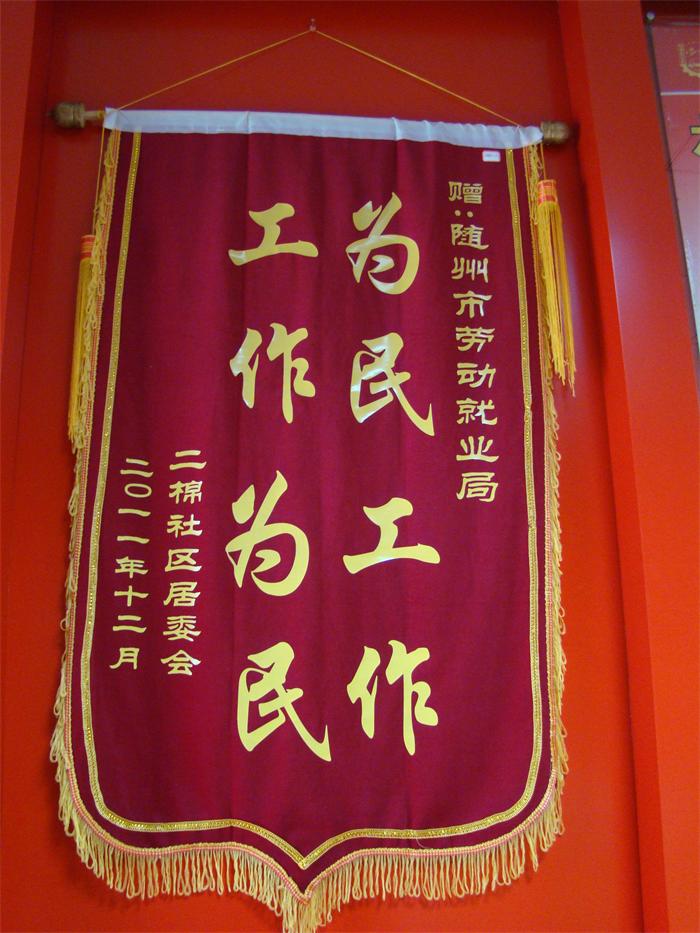 赠:随州市劳动就业局
为民工作
工作为民
二棉社区居委会
二〇一一年十二月